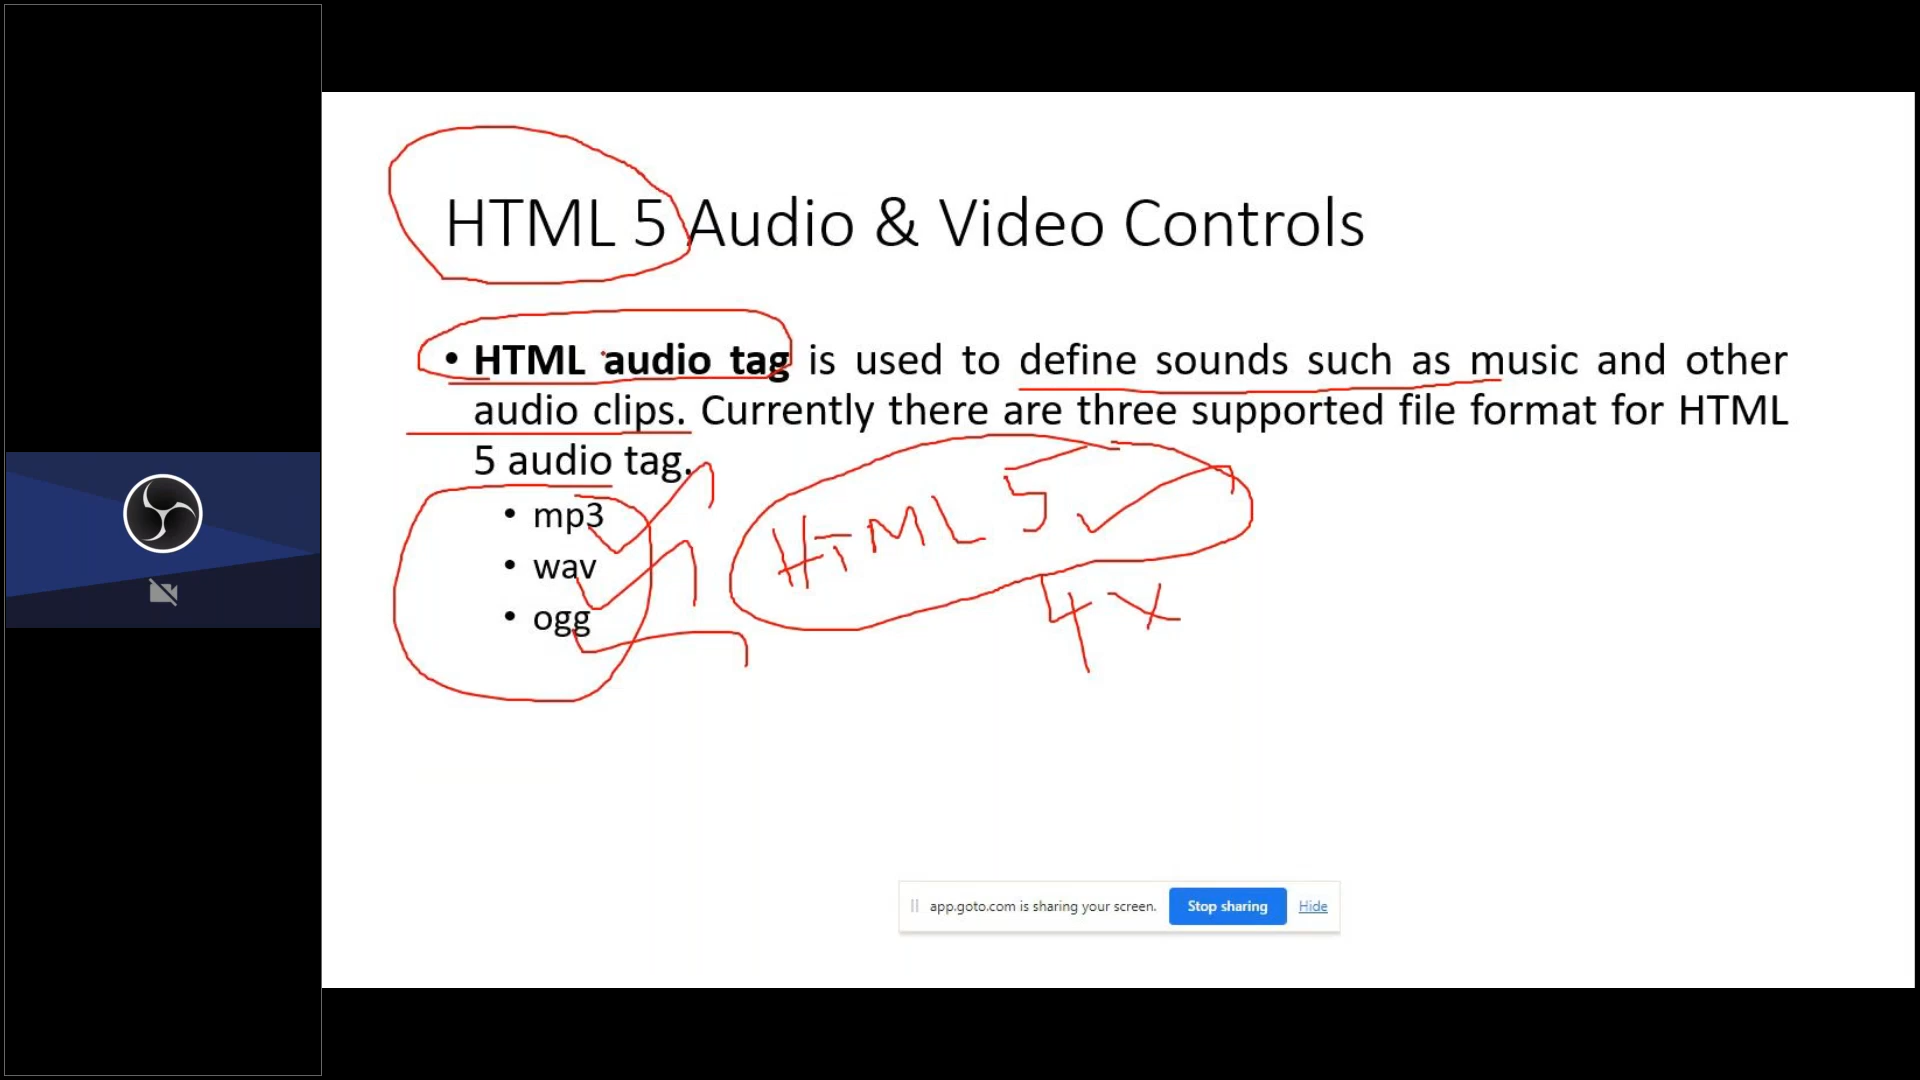 HTML 5 Audio & Video Controls
• HTML audio tag is used to define sounds such as music and other
audio clips. Currently there are three supported file format for HTML
5 audio tag.
• mp3
• wav
• ogg
HTML 5
4 x
app.goto.com is sharing your screen. Stop sharing Hide